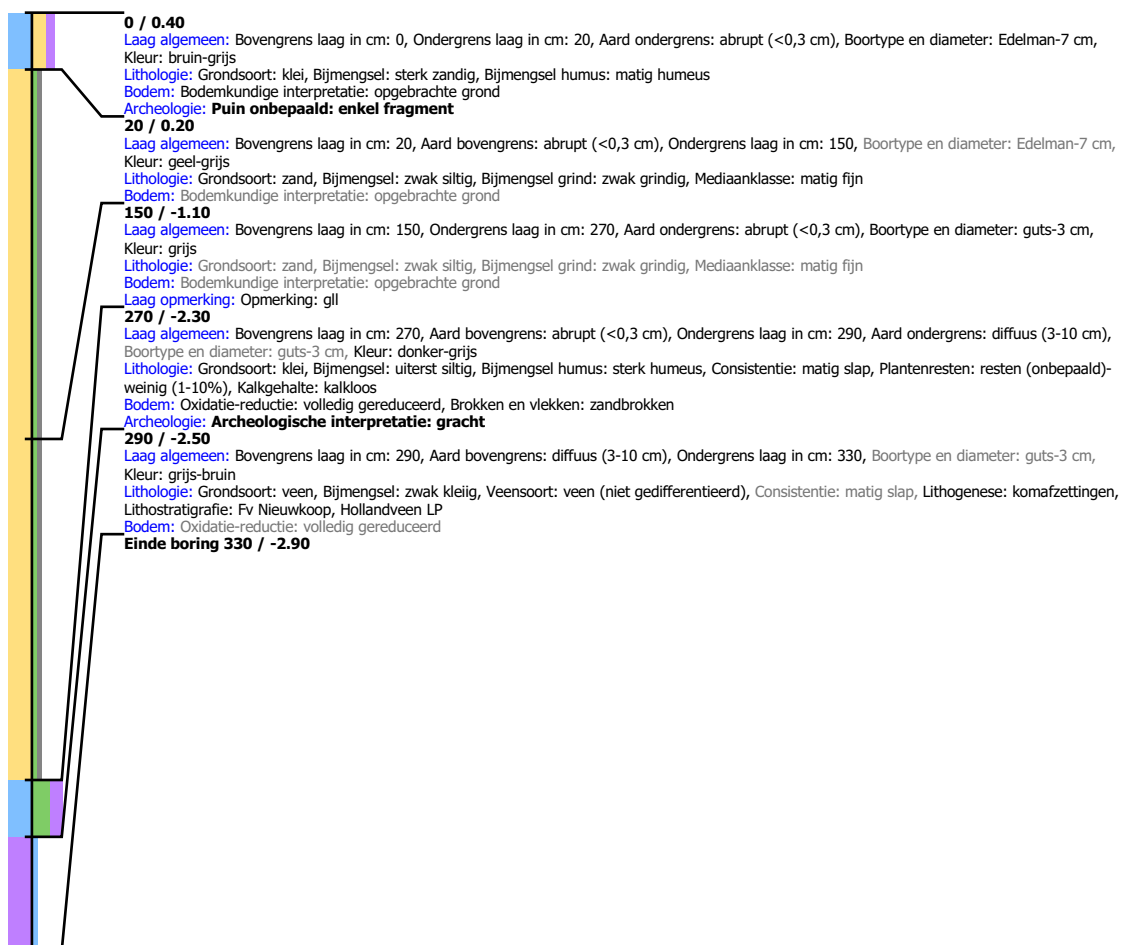 0 / 0.40
Laag algemeen: Bovengrens laag in cm: 0, Ondergrens laag in cm: 20, Aard ondergrens: abrupt (<0,3 cm), Boortype en diameter: Edelman-7 cm,
Kleur: bruin-grijs
Lithologie: Grondsoort: klei, Bijmengsel: sterk zandig, Bijmengsel humus: matig humeus
Bodem: Bodemkundige interpretatie: opgebrachte grond
Archeologie: Puin onbepaald: enkel fragment
20 / 0.20
Laag algemeen: Bovengrens laag in cm: 20, Aard bovengrens: abrupt (<0,3 cm), Ondergrens laag in cm: 150, Boortype en diameter: Edelman-7 cm,
Kleur: geel-grijs
Lithologie: Grondsoort: zand, Bijmengsel: zwak siltig, Bijmengsel grind: zwak grindig, Mediaanklasse: matig fijn
Bodem: Bodemkundige interpretatie: opgebrachte grond
150 / -1.10
Laag algemeen: Bovengrens laag in cm: 150, Ondergrens laag in cm: 270, Aard ondergrens: abrupt (<0,3 cm), Boortype en diameter: guts-3 cm,
Kleur: grijs
Lithologie: Grondsoort: zand, Bijmengsel: zwak siltig, Bijmengsel grind: zwak grindig, Mediaanklasse: matig fijn
Bodem: Bodemkundige interpretatie: opgebrachte grond
Laag opmerking: Opmerking: gll
270 / -2.30
Laag algemeen: Bovengrens laag in cm: 270, Aard bovengrens: abrupt (<0,3 cm), Ondergrens laag in cm: 290, Aard ondergrens: diffuus (3-10 cm),
Boortype en diameter: guts-3 cm, Kleur: donker-grijs
Lithologie: Grondsoort: klei, Bijmengsel: uiterst siltig, Bijmengsel humus: sterk humeus, Consistentie: matig slap, Plantenresten: resten (onbepaald)-
weinig (1-10%), Kalkgehalte: kalkloos
Bodem: Oxidatie-reductie: volledig gereduceerd, Brokken en vlekken: zandbrokken
Archeologie: Archeologische interpretatie: gracht
290 / -2.50
Laag algemeen: Bovengrens laag in cm: 290, Aard bovengrens: diffuus (3-10 cm), Ondergrens laag in cm: 330, Boortype en diameter: guts-3 cm,
Kleur: grijs-bruin
Lithologie: Grondsoort: veen, Bijmengsel: zwak kleiig, Veensoort: veen (niet gedifferentieerd), Consistentie: matig slap, Lithogenese: komafzettingen,
Lithostratigrafie: Fv Nieuwkoop, Hollandveen LP
Bodem: Oxidatie-reductie: volledig gereduceerd
Einde boring 330 / -2.90